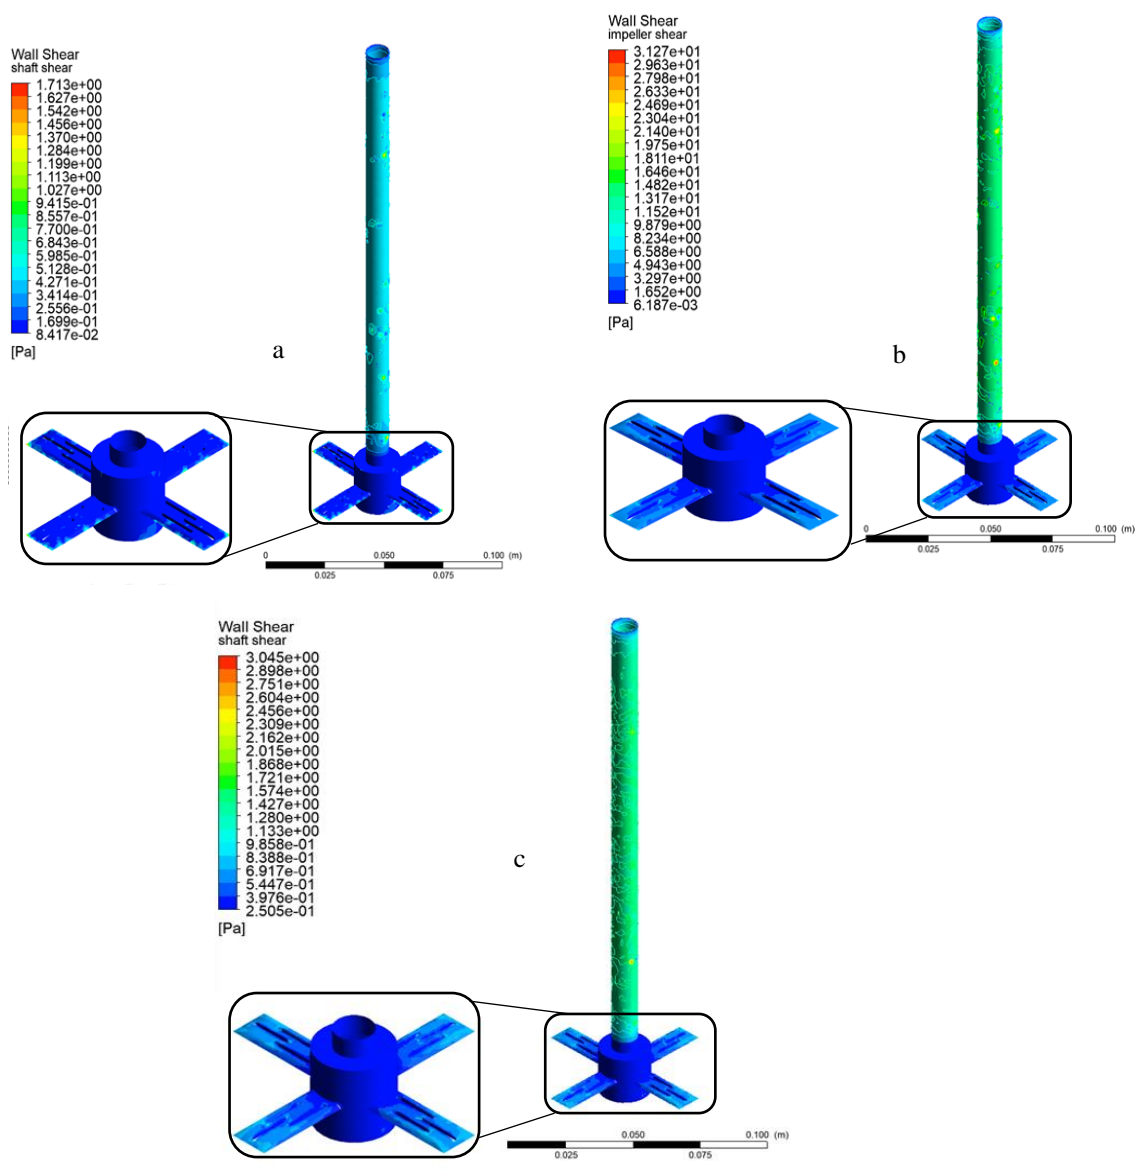 Wall Shear
shaft shear
1.713e+00
1.627e+00
1.542e+00
1.456e+00
1.370e+00
1.284e+00
1.199e+00
1.113e+00
1.027e+00
9.415e-01
8.557e-01
7.700e-01
6.843e-01
5.985e-01
5.128e-01
4.271e-01
3.414e-01
2.556e-01
1.699e-01
8.417e-02
[Pa]
a
0 0.050 0.100 (m)
0.025 0.075
Wall Shear
impeller shear
3.127e+01
2.963e+01
2.798e+01
2.633e+01
2.469e+01
2.304e+01
2.140e+01
1.975e+01
1.811e+01
1.646e+01
1.482e+01
1.317e+01
1.152e+01
9.879e+00
8.234e+00
6.588e+00
4.943e+00
3.297e+00
1.652e+00
6.187e-03
[Pa]
b
0 0.050 0.100 (m)
0.025 0.075
Wall Shear
shaft shear
3.045e+00
2.898e+00
2.751e+00
2.604e+00
2.456e+00
2.309e+00
2.162e+00
2.015e+00
1.868e+00
1.721e+00
1.574e+00
1.427e+00
1.280e+00
1.133e+00
9.858e-01
8.388e-01
6.917e-01
5.447e-01
3.976e-01
2.505e-01
[Pa]
c
0.050 0.100 (m)
0.025 0.075